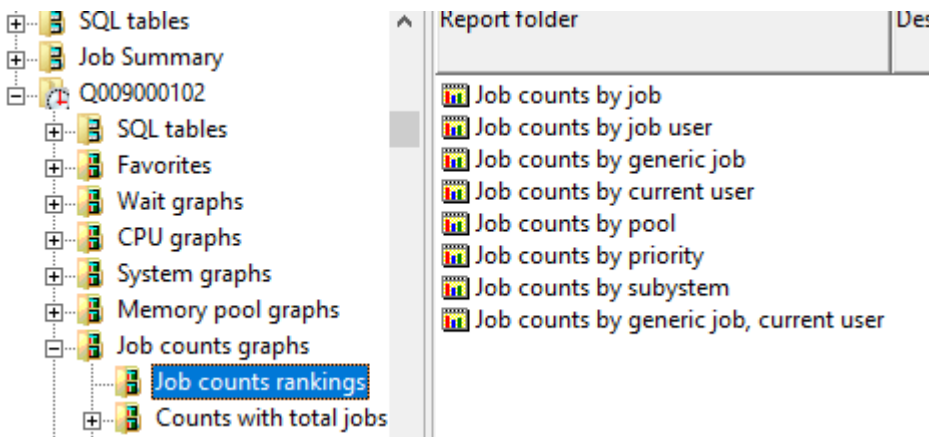 SQL tables
Job Summary
Q009000102
SQL tables
Favorites
Wait graphs
CPU graphs
System graphs
Memory pool graphs
Job counts graphs
Job counts rankings
Counts with total jobs
Report folder
Des
Job counts by job
Job counts by job user
Job counts by generic job
Job counts by current user
Job counts by pool
Job counts by priority
Job counts by subystem
Job counts by generic job, current user